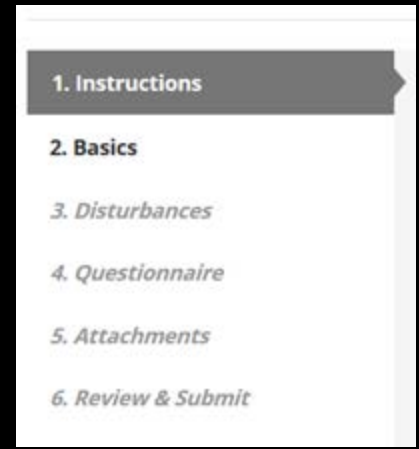 1. Instructions
2. Basics
3. Disturbances
4. Questionnaire
5. Attachments
6. Review & Submit